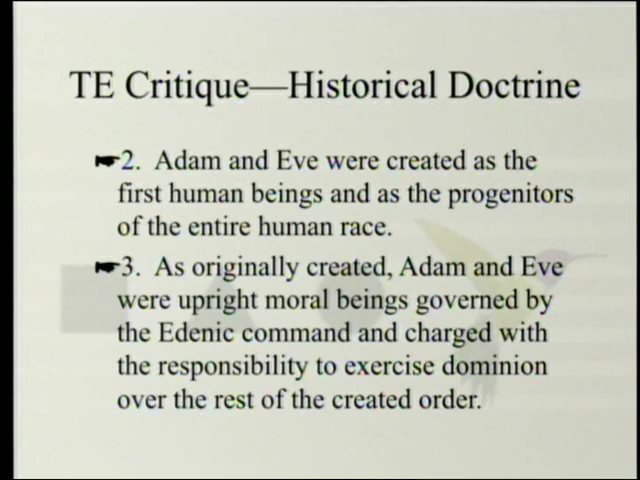 TE Critique—Historical Doctrine
2. Adam and Eve were created as the
first human beings and as the progenitors
of the entire human race.
3. As originally created, Adam and Eve
were upright moral beings governed by
the Edenic command and charged with
the responsibility to exercise dominion
over the rest of the created order.